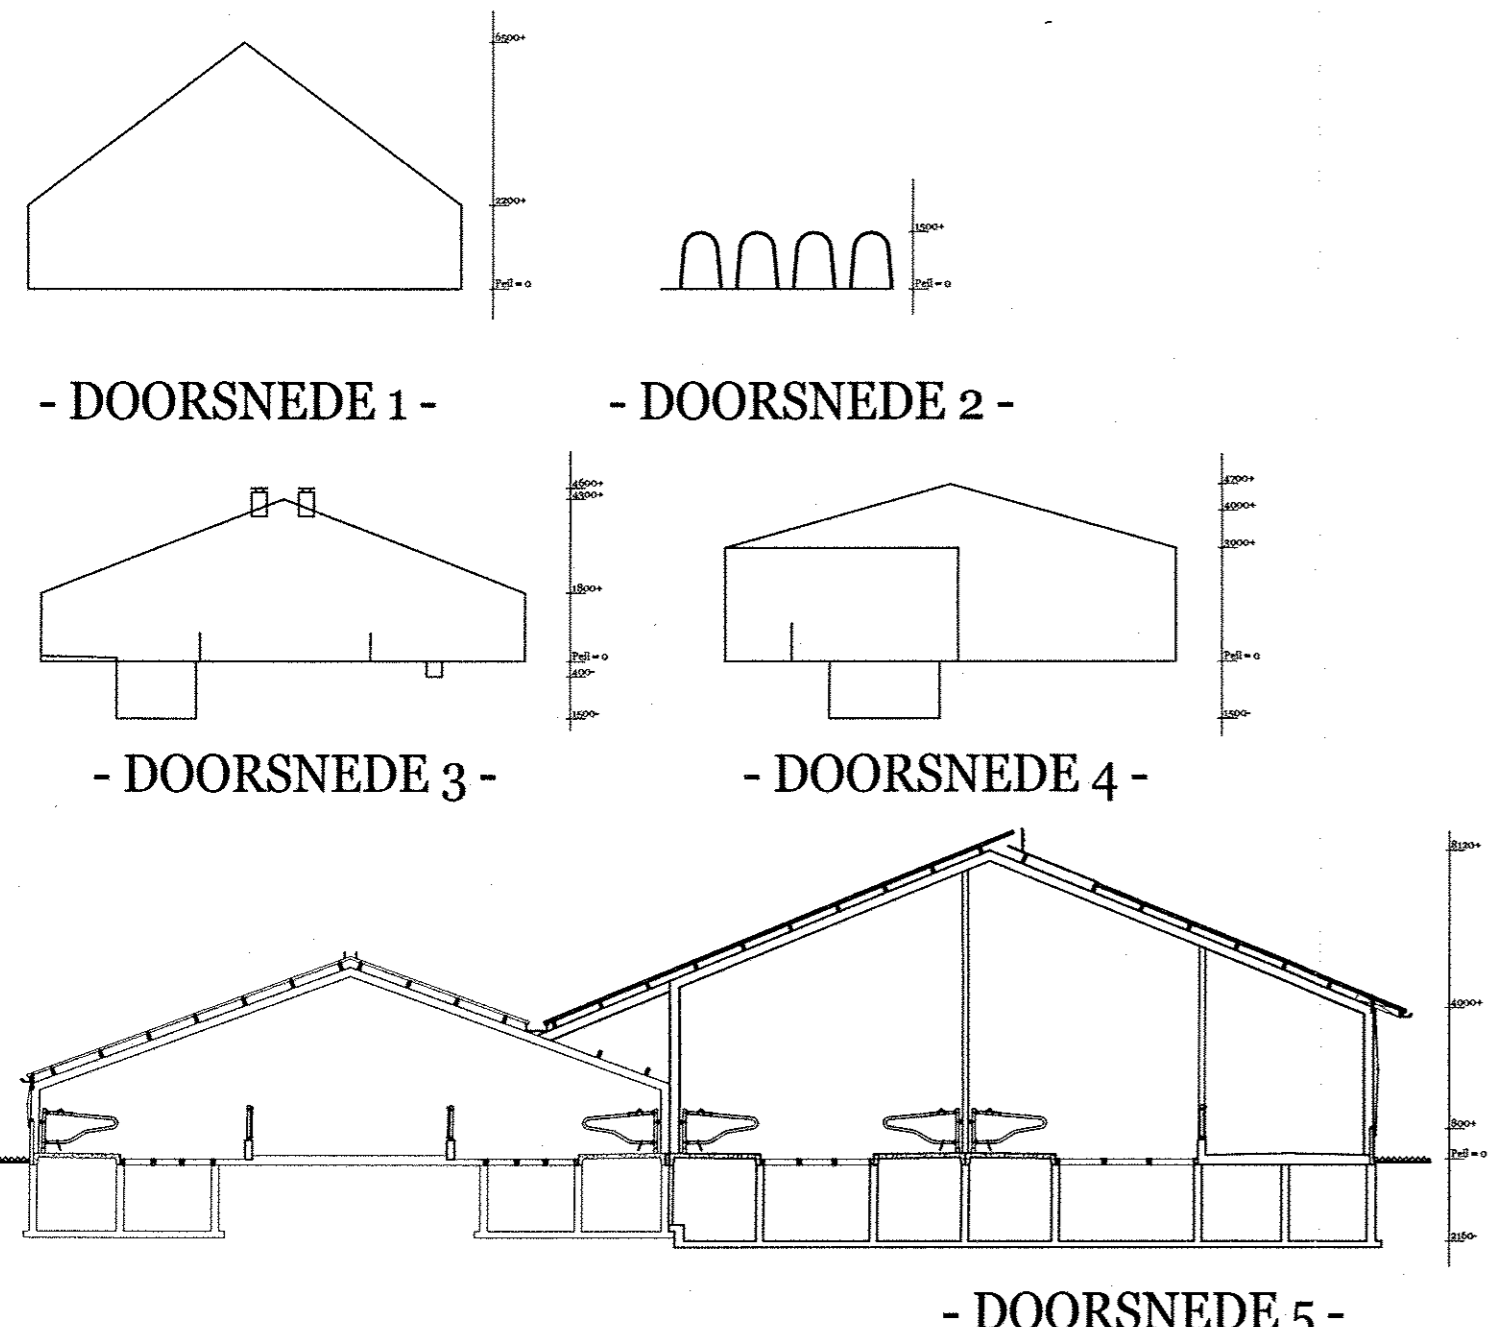 6500+
2200+
Peil = 0
1500+
Peil = 0
- DOORSNEDE 1 -
- DOORSNEDE 2 -
4600+
4300+
1800+
Peil = 0
400-
1500-
4700+
4000+
3000+
Peil = 0
1500-
- DOORSNEDE 3 -
- DOORSNEDE 4 -
8120+
4000+
800+
Peil = 0
2150-
- DOORSNEDE 5 -